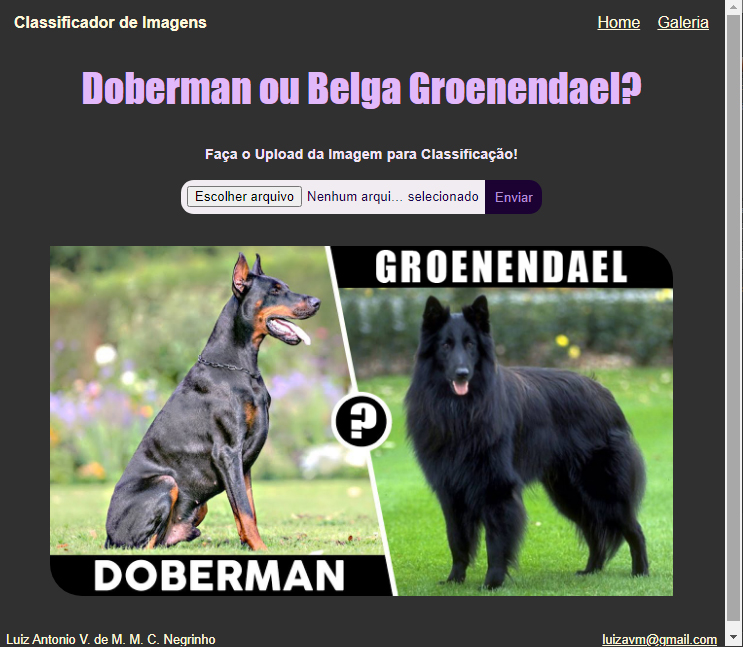 Classificador de Imagens Home Galeria
Doberman ou Belga Groenendael?
Faça o Upload da Imagem para Classificação!
Escolher arquivo Nenhum arqui... selecionado Enviar
GROENENDAEL
?
DOBERMAN
Luiz Antonio V. de M. M. C. Negrinho luizavm@gmail.com